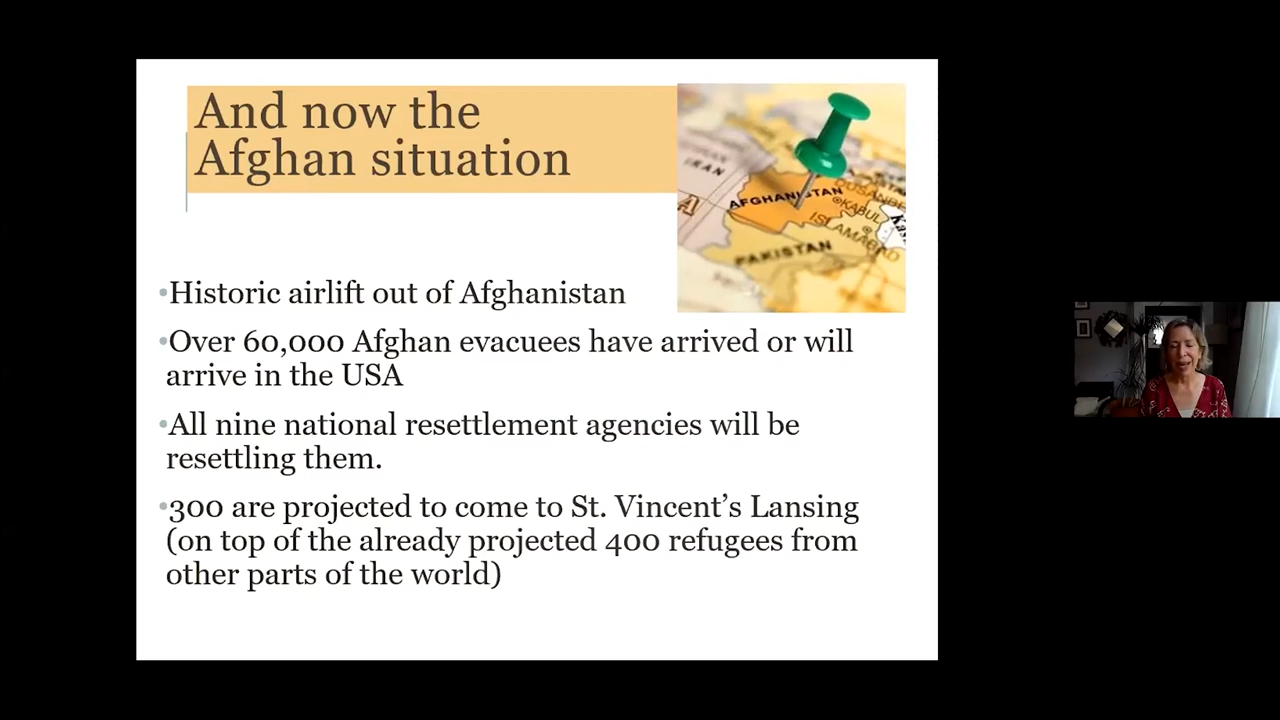 And now the
Afghan situation
IRAN
AFGHANISTAN
KABUL
ISLAMABAD
PAKISTAN
•Historic airlift out of Afghanistan
•Over 60,000 Afghan evacuees have arrived or will
arrive in the USA
•All nine national resettlement agencies will be
resettling them.
•300 are projected to come to St. Vincent’s Lansing
(on top of the already projected 400 refugees from
other parts of the world)